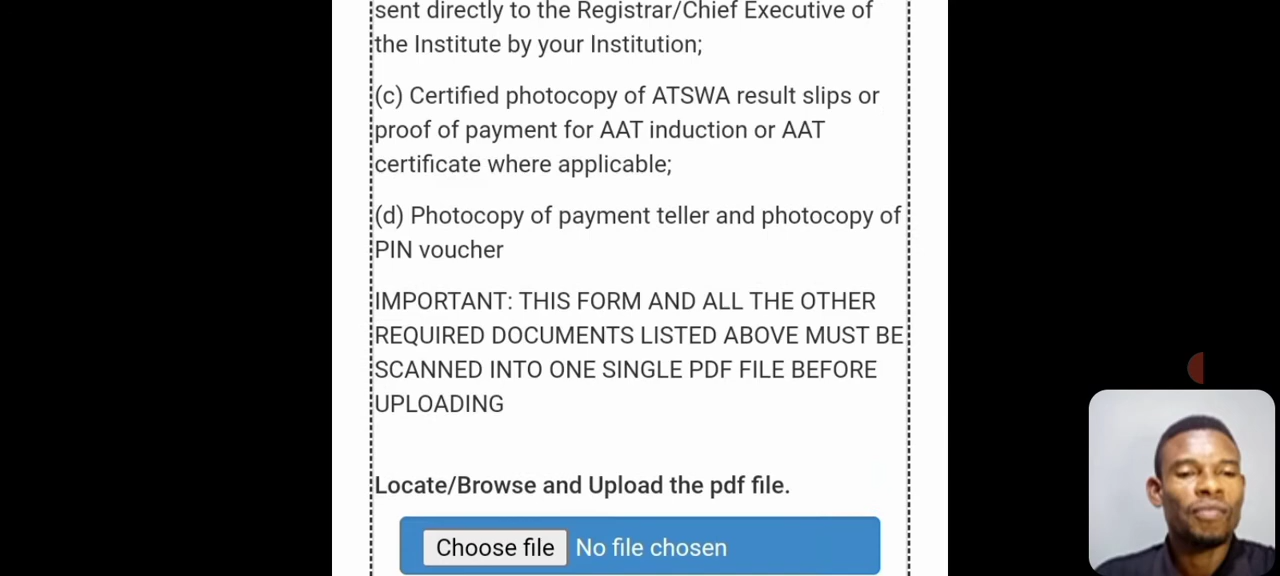 sent directly to the Registrar/Chief Executive of
the Institute by your Institution;
(c) Certified photocopy of ATSWA result slips or
proof of payment for AAT induction or AAT
certificate where applicable;
(d) Photocopy of payment teller and photocopy of
PIN voucher
IMPORTANT: THIS FORM AND ALL THE OTHER
REQUIRED DOCUMENTS LISTED ABOVE MUST BE
SCANNED INTO ONE SINGLE PDF FILE BEFORE
UPLOADING
Locate/Browse and Upload the pdf file.
Choose file No file chosen